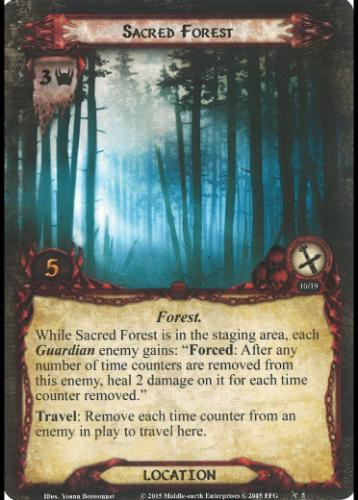 Sacred Forest
3
5
10/19
Forest.
While Sacred Forest is in the staging area, each
Guardian enemy gains: “Forced: After any
number of time counters are removed from
this enemy, heal 2 damage on it for each time
counter removed.”
Travel: Remove each time counter from an
enemy in play to travel here.
LOCATION
Illus. Yoann Boissonnet
© 2015 Middle-earth Enterprises © 2015 FFG
5